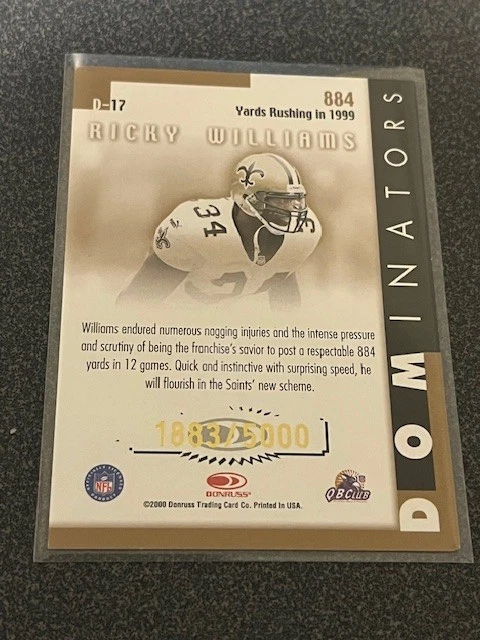 D-17
884
Yards Rushing in 1999
RICKY WILLIAMS
34
34
Williams endured numerous nagging injuries and the intense pressure
and scrutiny of being the franchise's savior to post a respectable 884
yards in 12 games. Quick and instinctive with surprising speed, he
will flourish in the Saints' new scheme.
1883/5000
NFL
DONRUSS®
QB CLUB
©2000 Donruss Trading Card Co. Printed In USA.
DOMINATORS